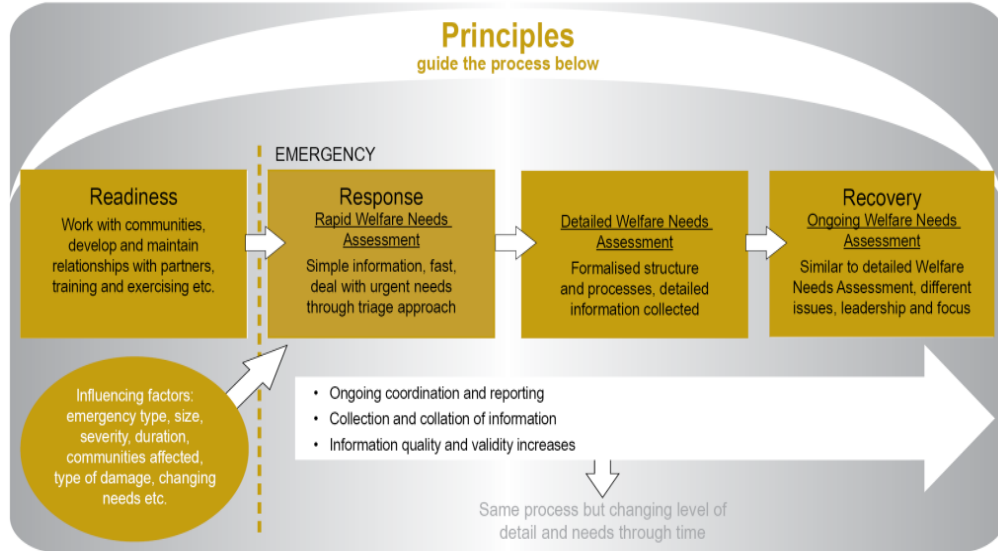 Principles
guide the process below
EMERGENCY
Readiness
Work with communities,
develop and maintain
relationships with partners,
training and exercising etc.
Response
Rapid Welfare Needs
Assessment
Simple information, fast,
deal with urgent needs
through triage approach
Detailed Welfare Needs
Assessment
Formalised structure
and processes, detailed
information collected
Recovery
Ongoing Welfare Needs
Assessment
Similar to detailed Welfare
Needs Assessment, different
issues, leadership and focus
Influencing factors:
emergency type, size,
severity, duration,
communities affected,
type of damage, changing
needs etc.
• Ongoing coordination and reporting
• Collection and collation of information
• Information quality and validity increases
Same process but changing level of
detail and needs through time